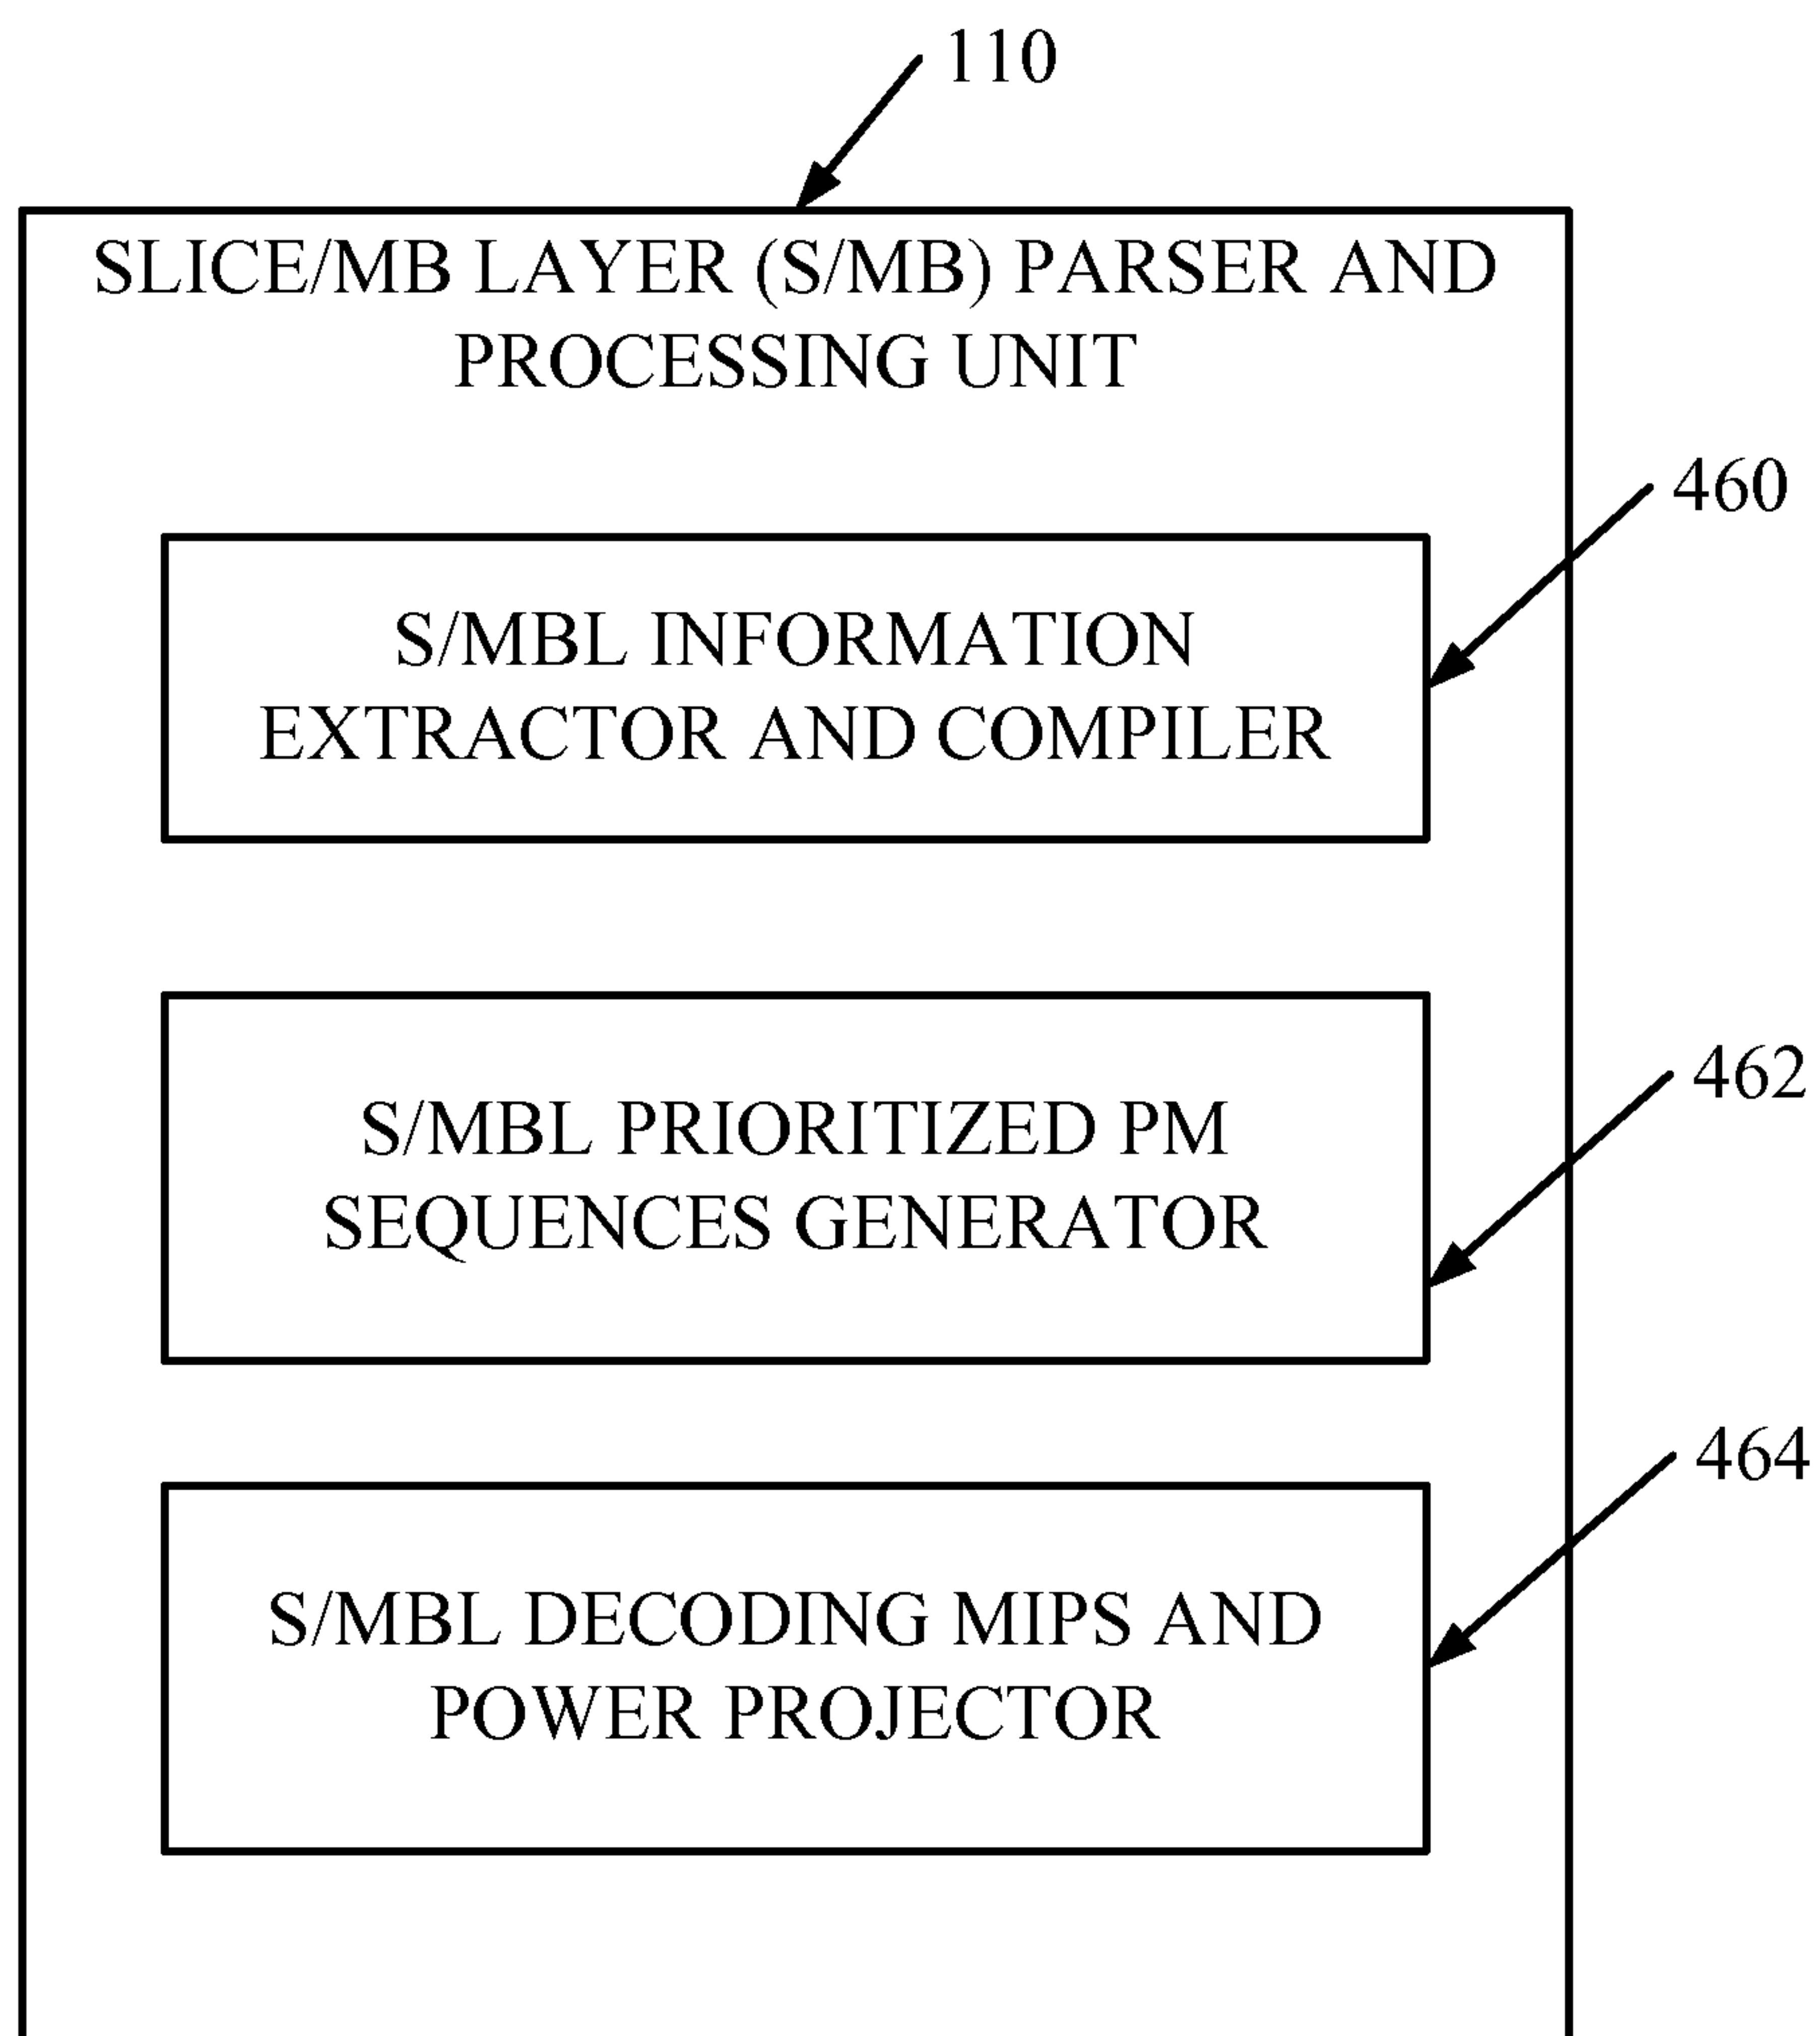 110
SLICE/MB LAYER (S/MB) PARSER AND
PROCESSING UNIT
460
S/MBL INFORMATION
EXTRACTOR AND COMPILER
462
S/MBL PRIORITIZED PM
SEQUENCES GENERATOR
464
S/MBL DECODING MIPS AND
POWER PROJECTOR